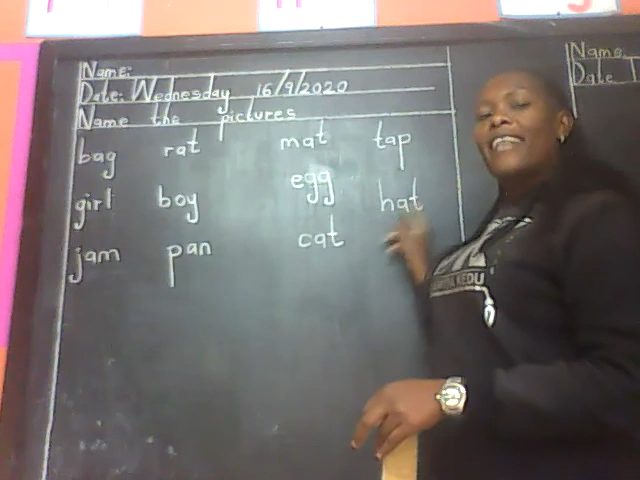 Name:
Date: Wednesday 16/9/2020
Name the pictures
bag rat mat tap
girl boy egg hat
jam pan cat
Name
Date